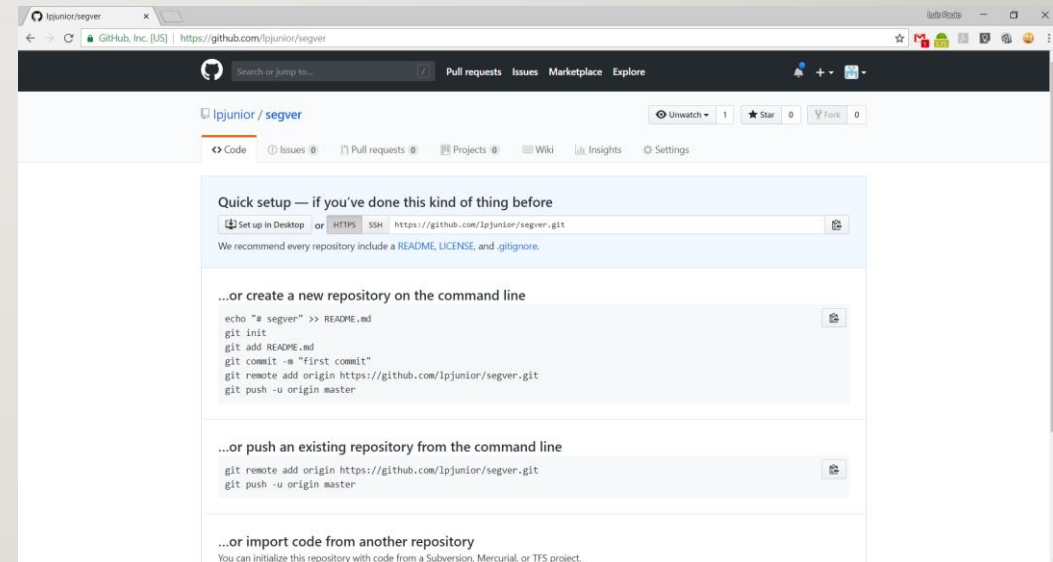 lpjunior/segver
GitHub, Inc. [US] | https://github.com/lpjunior/segver
Search or jump to... / Pull requests Issues Marketplace Explore
lpjunior / segver Unwatch 1 Star 0 Fork 0
Code Issues 0 Pull requests 0 Projects 0 Wiki Insights Settings
Quick setup — if you've done this kind of thing before
Set up in Desktop or HTTPS SSH https://github.com/lpjunior/segver.git
We recommend every repository include a README, LICENSE, and .gitignore.
...or create a new repository on the command line
echo "# segver" >> README.md
git init
git add README.md
git commit -m "first commit"
git remote add origin https://github.com/lpjunior/segver.git
git push -u origin master
...or push an existing repository from the command line
git remote add origin https://github.com/lpjunior/segver.git
git push -u origin master
...or import code from another repository
You can initialize this repository with code from a Subversion, Mercurial, or TFS project.